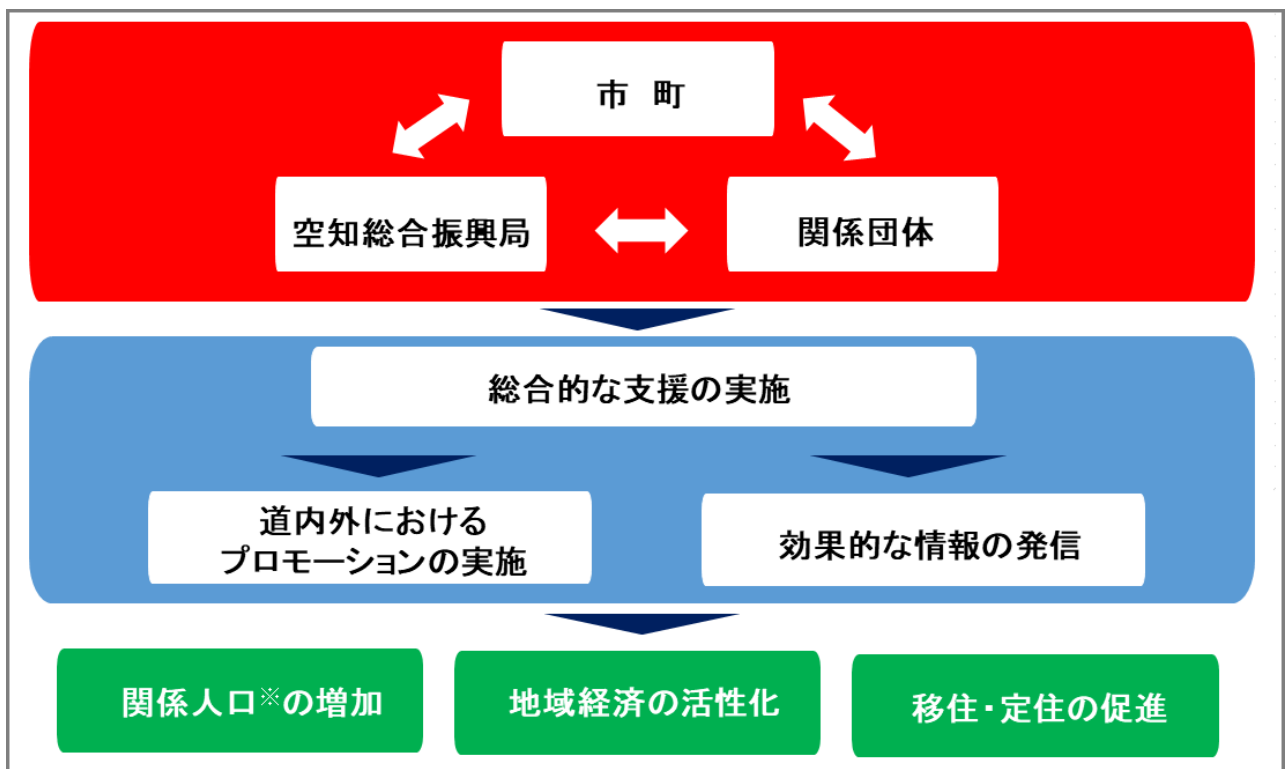 市 町
空知総合振興局
関係団体
総合的な支援の実施
道内外における
プロモーションの実施
効果的な情報の発信
関係人口※の増加
地域経済の活性化
移住・定住の促進